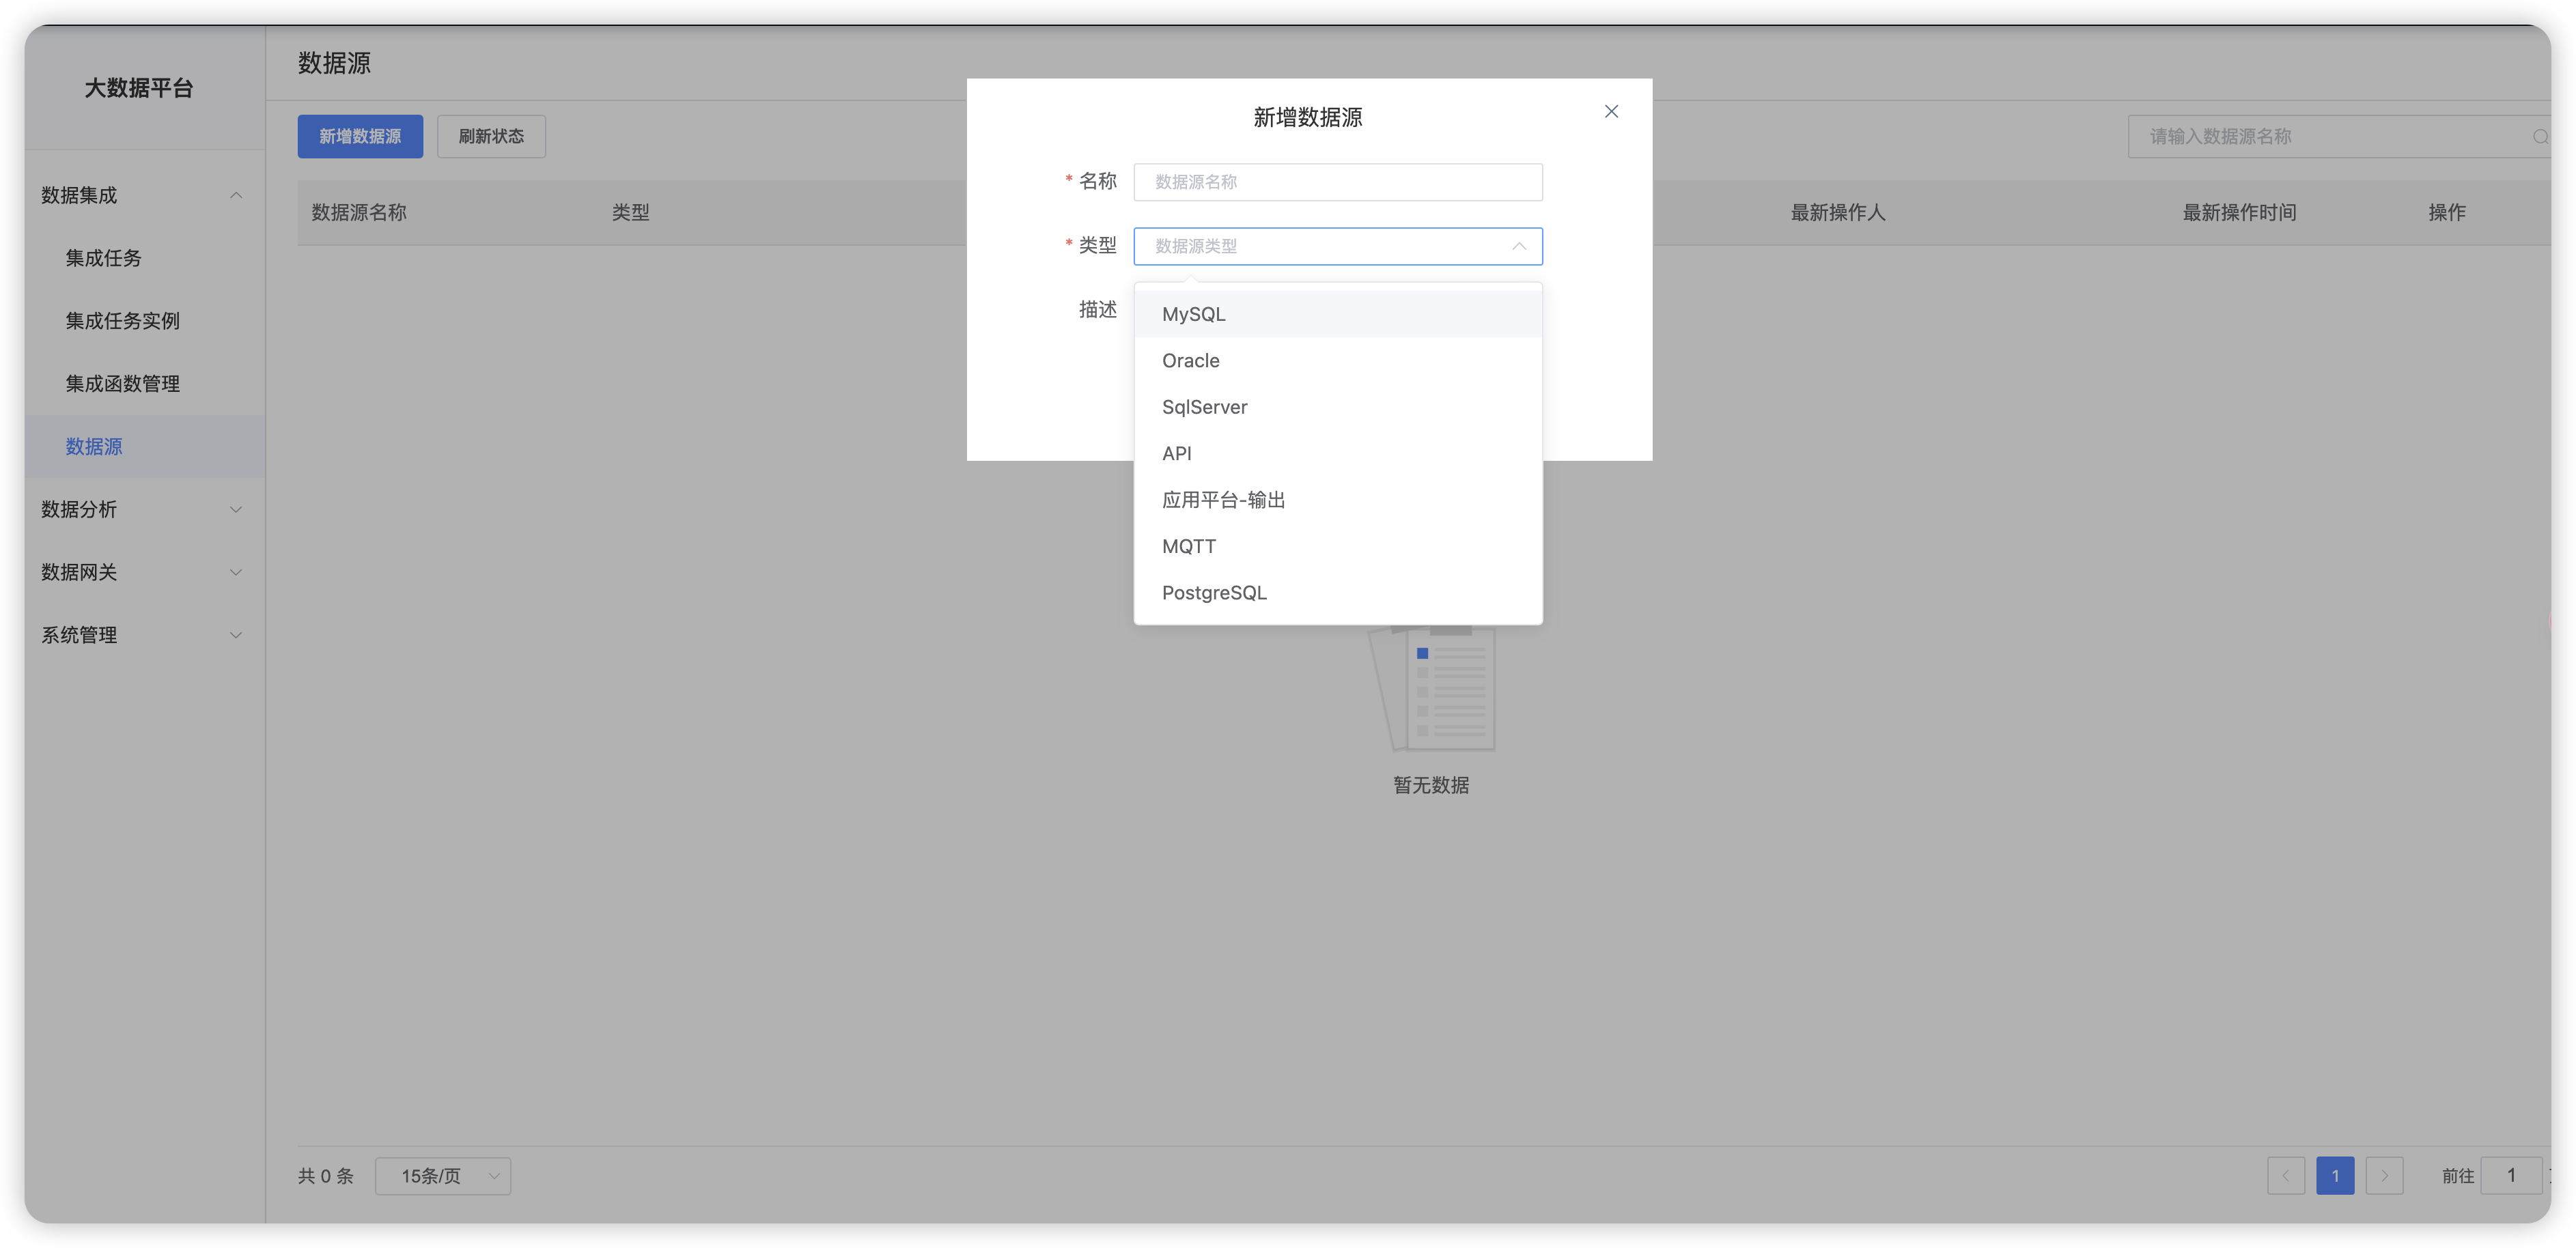 大数据平台
数据集成
集成任务
集成任务实例
集成函数管理
数据源
数据分析
数据网关
系统管理
数据源
新增数据源
刷新状态
请输入数据源名称
数据源名称
类型
最新操作人
最新操作时间
操作
新增数据源
* 名称
数据源名称
* 类型
数据源类型
描述
MySQL
Oracle
SqlServer
API
应用平台-输出
MQTT
PostgreSQL
暂无数据
共 0 条
15条/页
1
前往
1